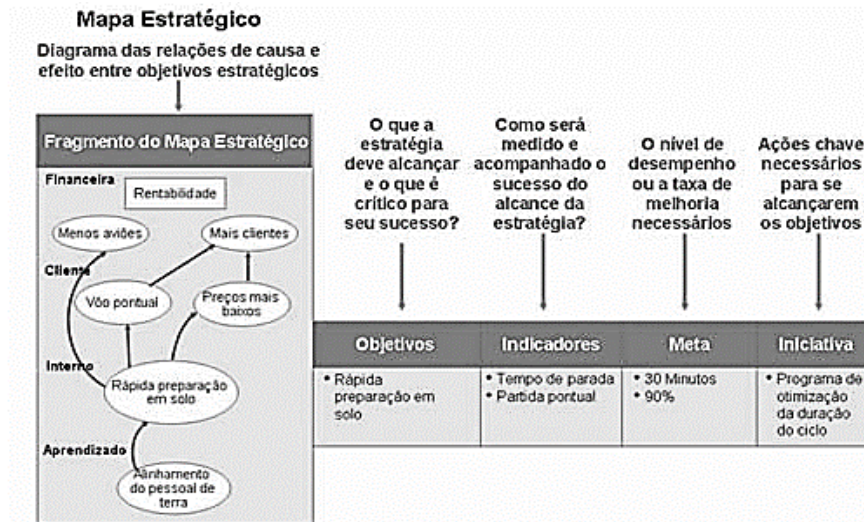 Mapa Estratégico
Diagrama das relações de causa e
efeito entre objetivos estratégicos
Fragmento do Mapa Estratégico
Financeira
Rentabilidade
Menos aviões
Mais clientes
Cliente
Vôo pontual
Preços mais
baixos
Interno
Rápida preparação
em solo
Aprendizado
Alinhamento
do pessoal de
terra
O que a
estratégia
deve alcançar
e o que é
crítico para
seu sucesso?
Como será
medido e
acompanhado o
sucesso do
alcance da
estratégia?
O nível de
desempenho
ou a taxa de
melhoria
necessários
Ações chave
necessários
para se
alcançarem
os objetivos
Objetivos
• Rápida
preparação em
solo
Indicadores
• Tempo de parada
• Partida pontual
Meta
• 30 Minutos
• 90%
Iniciativa
• Programa de
otimização
da duração
do ciclo